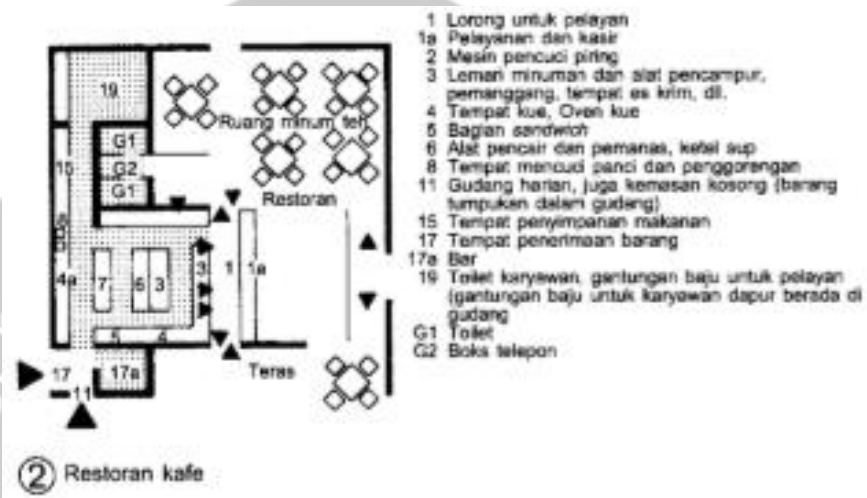 1 Lorong untuk pelayan
1a Pelayanan dan kasir
2 Mesin pencuci piring
3 Lemari minuman dan alat pencampur,
pemanggang, tempat es krim, dll.
4 Tempat kue, Oven kue
5 Bagian sandwich
6 Alat pencair dan pemanas, ketel sup
8 Tempat mencuci panci dan penggorengan
11 Gudang harian, juga kemasan kosong (barang
tumpukan dalam gudang)
15 Tempat penyimpanan makanan
17 Tempat penerimaan barang
17a Bar
19 Toilet karyawan, gantungan baju untuk pelayan
(gantungan baju untuk karyawan dapur berada di
gudang
G1 Toilet
G2 Boks telepon
19
Ruang minum teh
G1
15
G2
G1
Restoran
8
4a
7
6
3
3
1
1a
5
4
Teras
17
17a
11
2 Restoran kafe